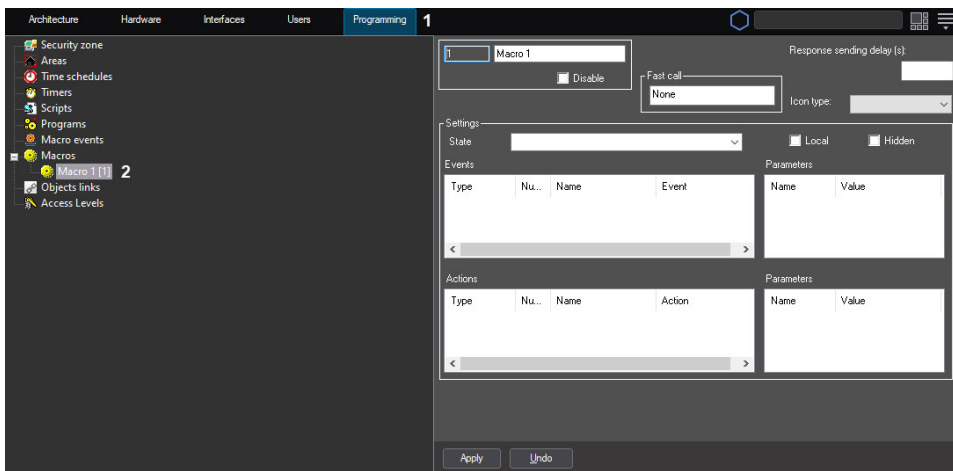 Architecture Hardware Interfaces Users Programming 1
Security zone
Areas
Time schedules
Timers
Scripts
Programs
Macro events
Macros
Macro 1 [1] 2
Objects links
Access Levels
1 Macro 1
Disable
Fast call
None
Response sending delay (s):
Icon type:
Settings
State
Local Hidden
Events
Type Nu... Name Event
Parameters
Name Value
Actions
Type Nu... Name Action
Parameters
Name Value
Apply Undo